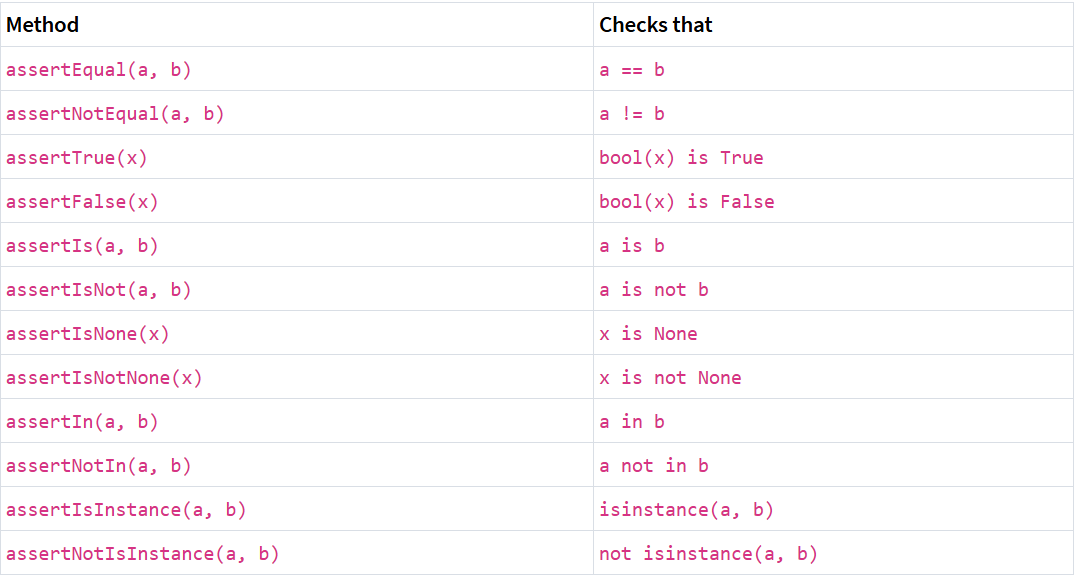 Method Checks that
assertEqual(a, b) a == b
assertNotEqual(a, b) a != b
assertTrue(x) bool(x) is True
assertFalse(x) bool(x) is False
assertIs(a, b) a is b
assertIsNot(a, b) a is not b
assertIsNone(x) x is None
assertIsNotNone(x) x is not None
assertIn(a, b) a in b
assertNotIn(a, b) a not in b
assertIsInstance(a, b) isinstance(a, b)
assertNotIsInstance(a, b) not isinstance(a, b)